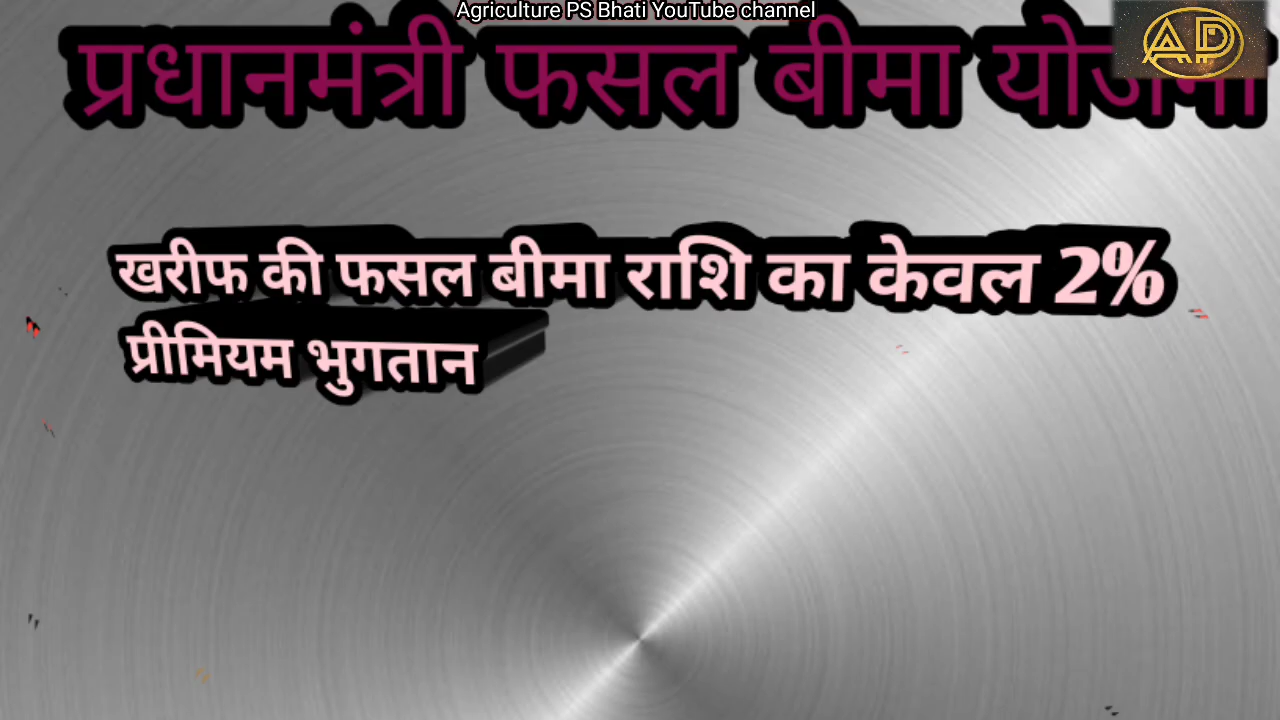 Agriculture PS Bhati YouTube channel
AP
प्रधानमंत्री फसल बीमा योजना
खरीफ की फसल बीमा राशि का केवल 2%
प्रीमियम भुगतान